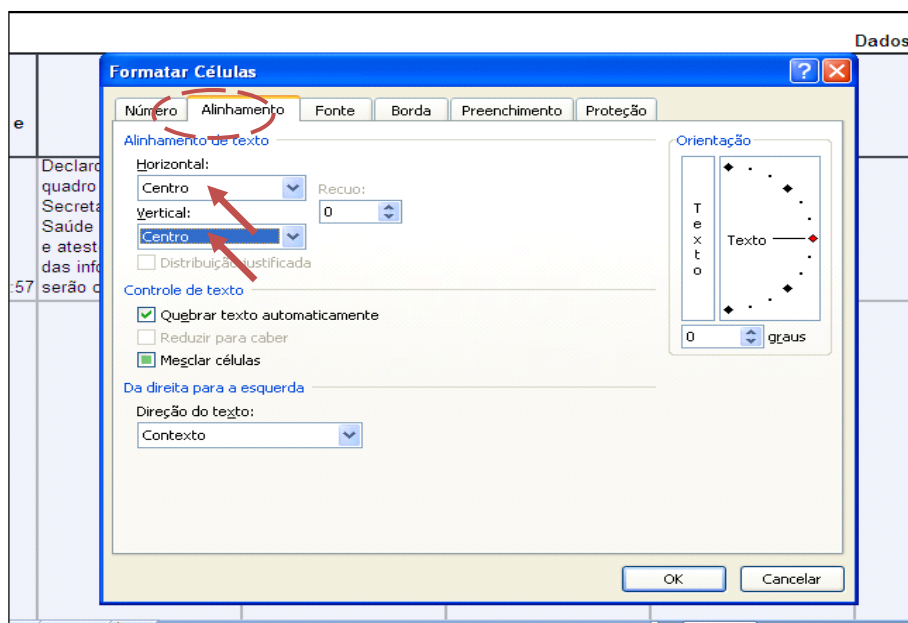 Dados
Formatar Células
e
Número Alinhamento Fonte Borda Preenchimento Proteção
Alinhamento de texto
Horizontal:
Centro
Recuo:
Vertical:
0
Centro
Distribuição justificada
Controle de texto
Quebrar texto automaticamente
Reduzir para caber
Mesclar células
Da direita para a esquerda
Direção do texto:
Contexto
Orientação
Texto
Texto
0 graus
Declaro
quadro
Secreta
Saúde
e atest
das info
:57 serão c
OK Cancelar